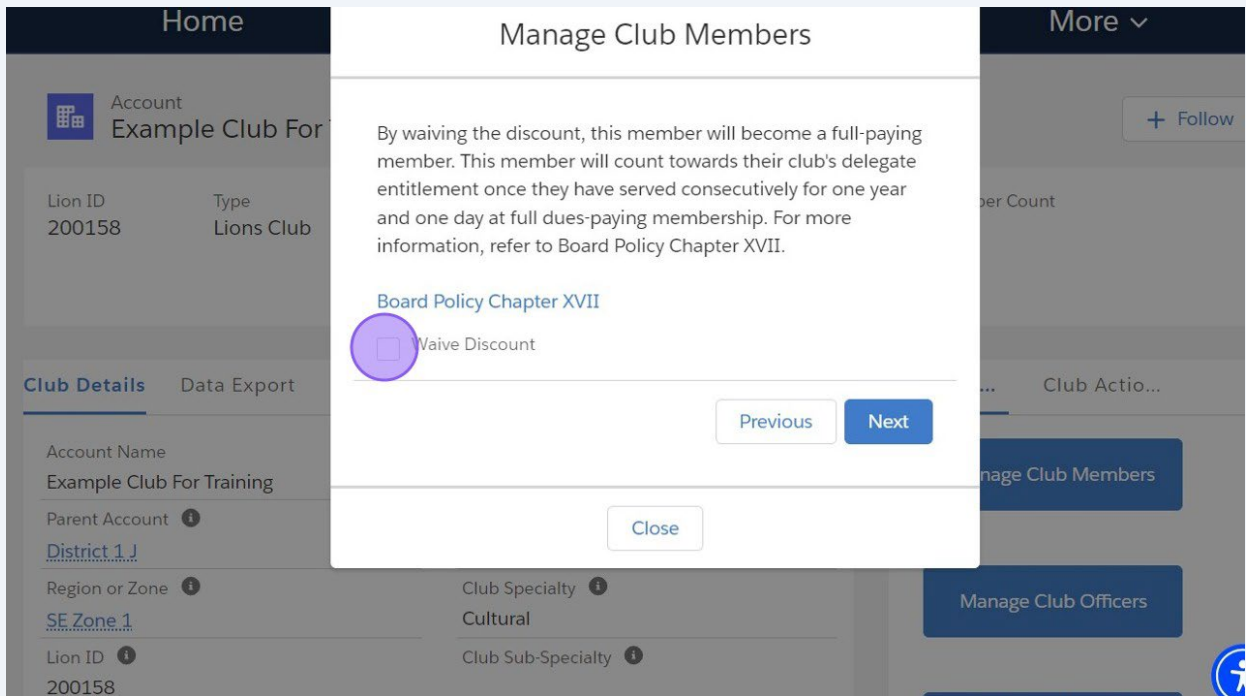 Home
More
Manage Club Members
Account
Example Club For
+ Follow
By waiving the discount, this member will become a full-paying
member. This member will count towards their club's delegate
entitlement once they have served consecutively for one year
and one day at full dues-paying membership. For more
information, refer to Board Policy Chapter XVII.
Lion ID
Type
200158
Lions Club
Count
Board Policy Chapter XVII
Waive Discount
Club Details
Data Export
...
Club Actio...
Previous
Next
Account Name
Example Club For Training
Club Members
Parent Account
District 1 J
Close
Region or Zone
SE Zone 1
Club Specialty
Cultural
Manage Club Officers
Lion ID
200158
Club Sub-Specialty